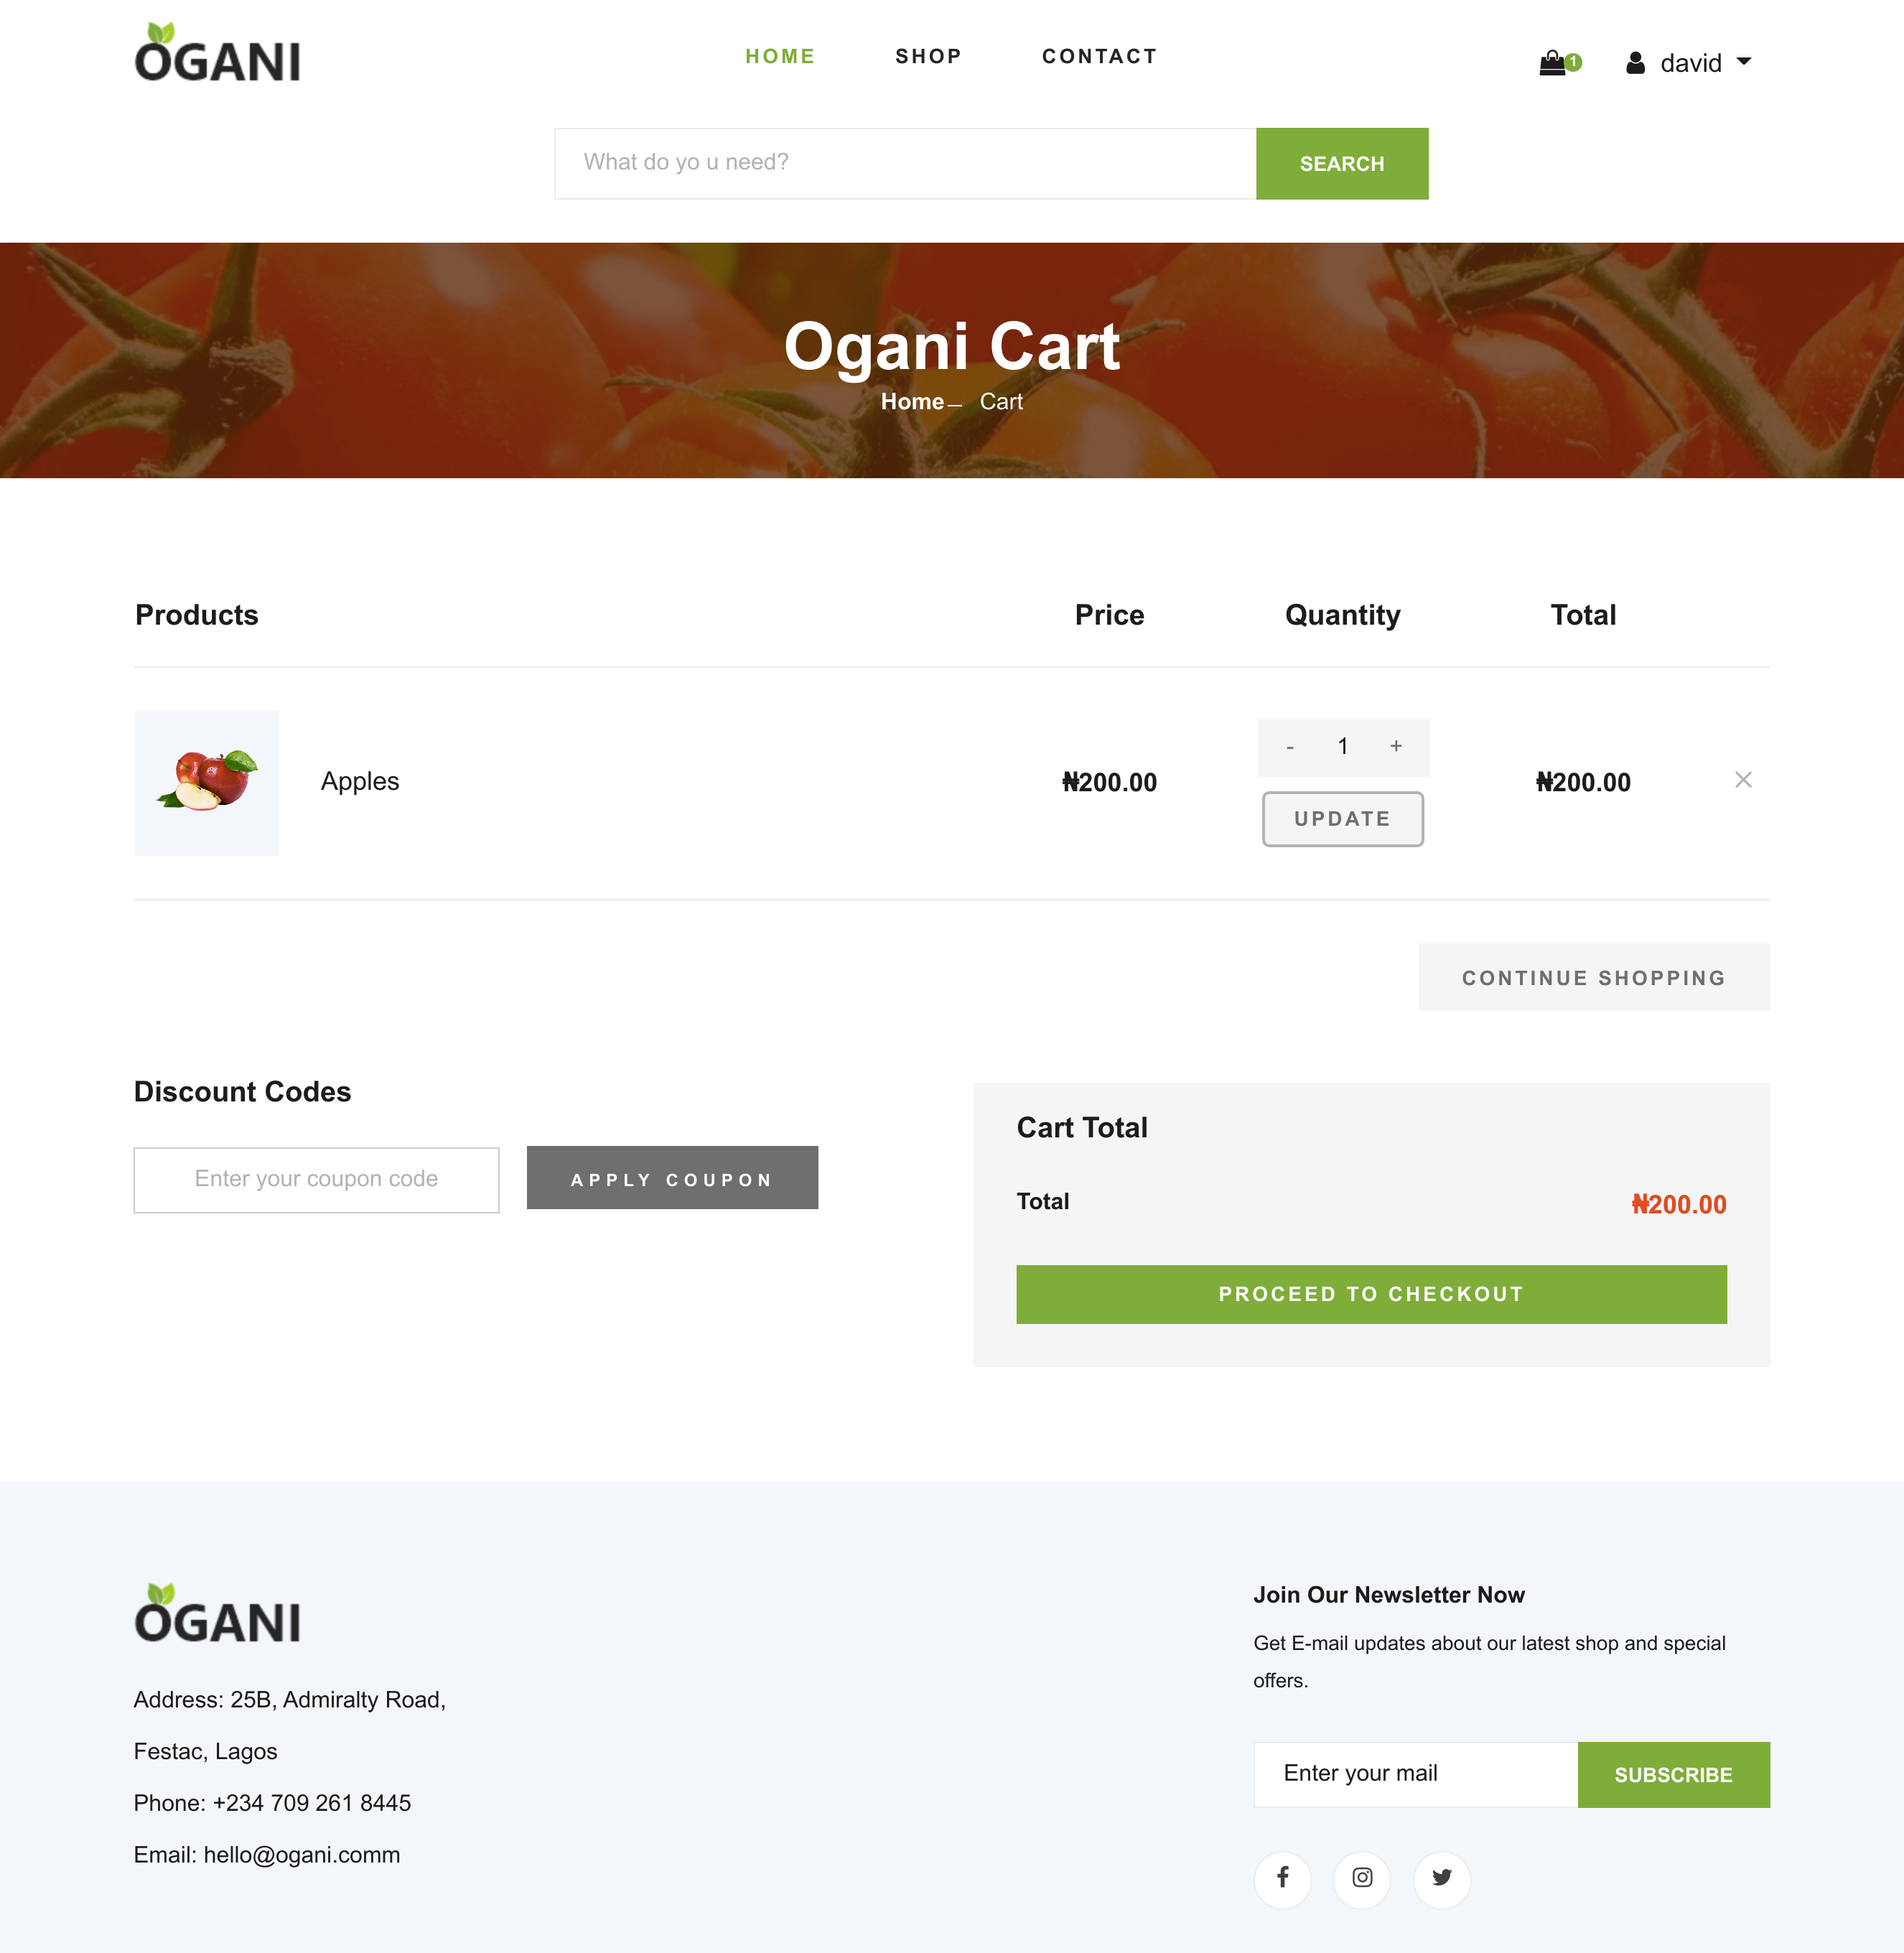 OGANI
HOME SHOP CONTACT
1 david
What do yo u need? SEARCH
Ogani Cart
Home – Cart
Products Price Quantity Total
Apples ₦200.00 - 1 + ₦200.00
UPDATE
CONTINUE SHOPPING
Discount Codes
Enter your coupon code APPLY COUPON
Cart Total
Total ₦200.00
PROCEED TO CHECKOUT
OGANI
Address: 25B, Admiralty Road,
Festac, Lagos
Phone: +234 709 261 8445
Email: hello@ogani.comm
Join Our Newsletter Now
Get E-mail updates about our latest shop and special
offers.
Enter your mail SUBSCRIBE